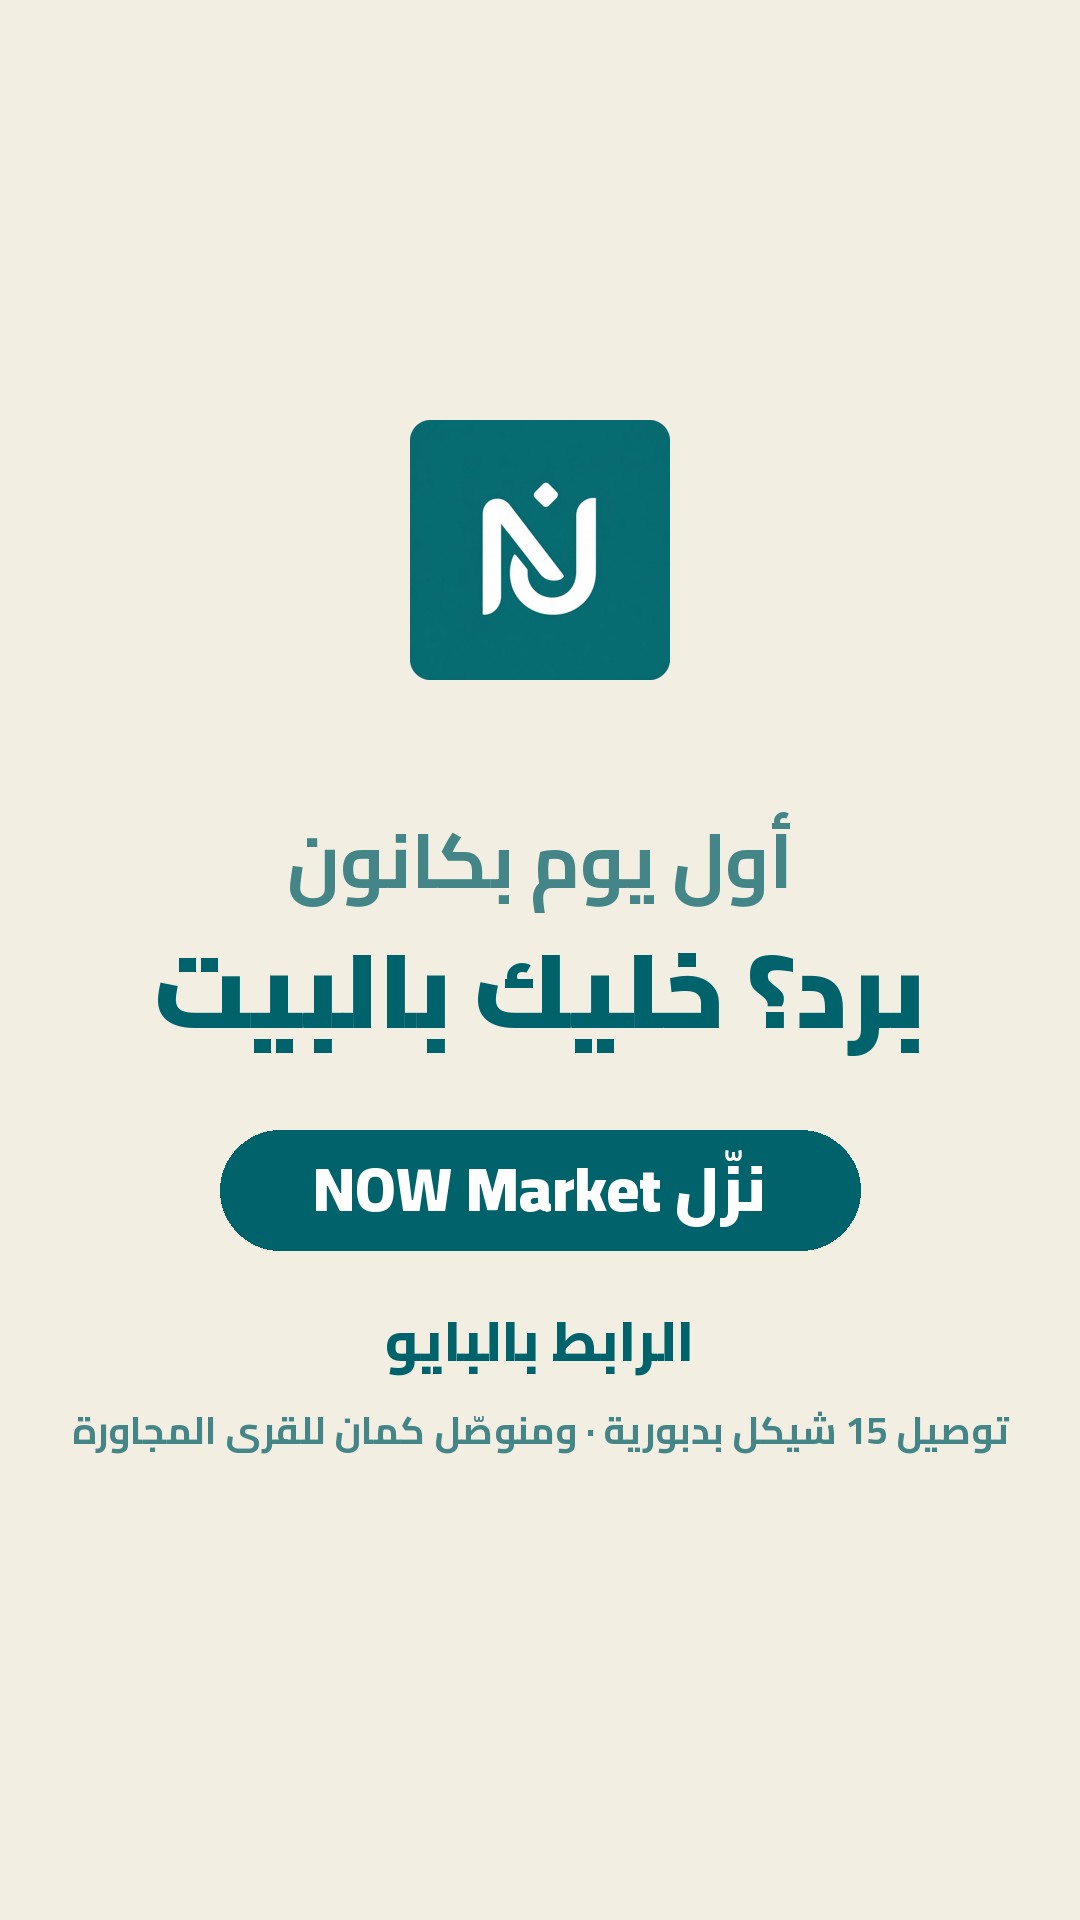 أول يوم بكانون
برد؟ خليك بالبيت
نزّل NOW Market
الرابط بالبايو
توصيل 15 شيكل بدبورية · ومنوصّل كمان للقرى المجاورة